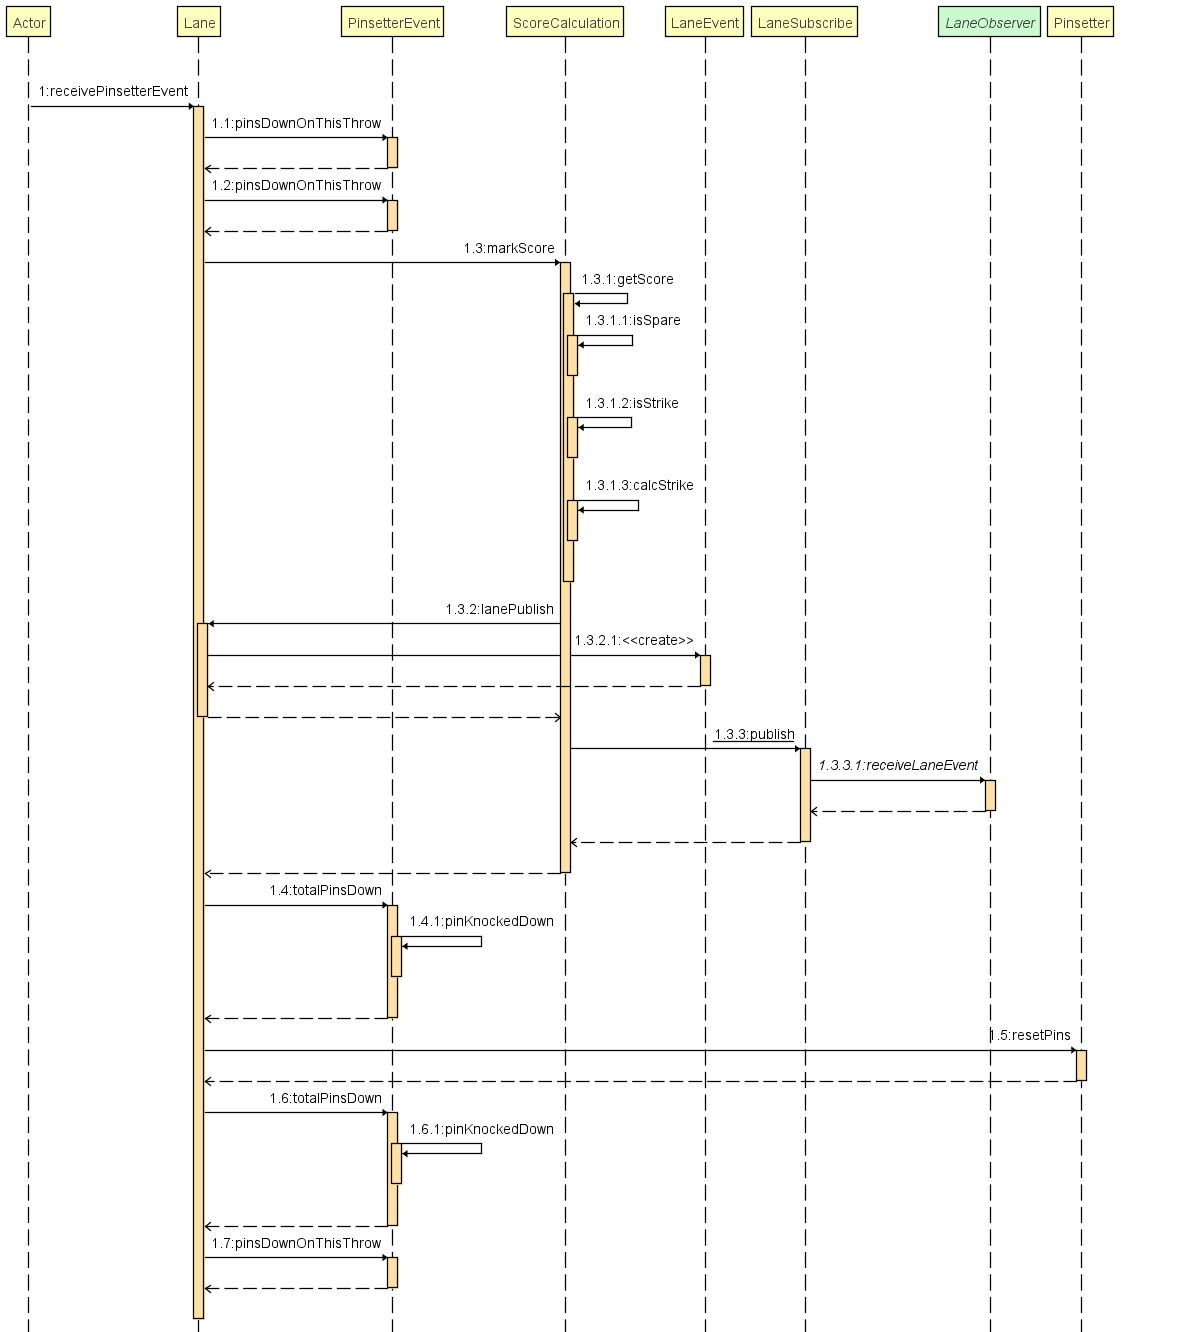 Actor
Lane
PinsetterEvent
ScoreCalculation
LaneEvent
LaneSubscribe
LaneObserver
Pinsetter
1:receivePinsetterEvent
1.1:pinsDownOnThisThrow
1.2:pinsDownOnThisThrow
1.3:markScore
1.3.1:getScore
1.3.1.1:isSpare
1.3.1.2:isStrike
1.3.1.3:calcStrike
1.3.2:lanePublish
1.3.2.1:<<create>>
1.3.3:publish
1.3.3.1:receiveLaneEvent
1.4:totalPinsDown
1.4.1:pinKnockedDown
1.5:resetPins
1.6:totalPinsDown
1.6.1:pinKnockedDown
1.7:pinsDownOnThisThrow